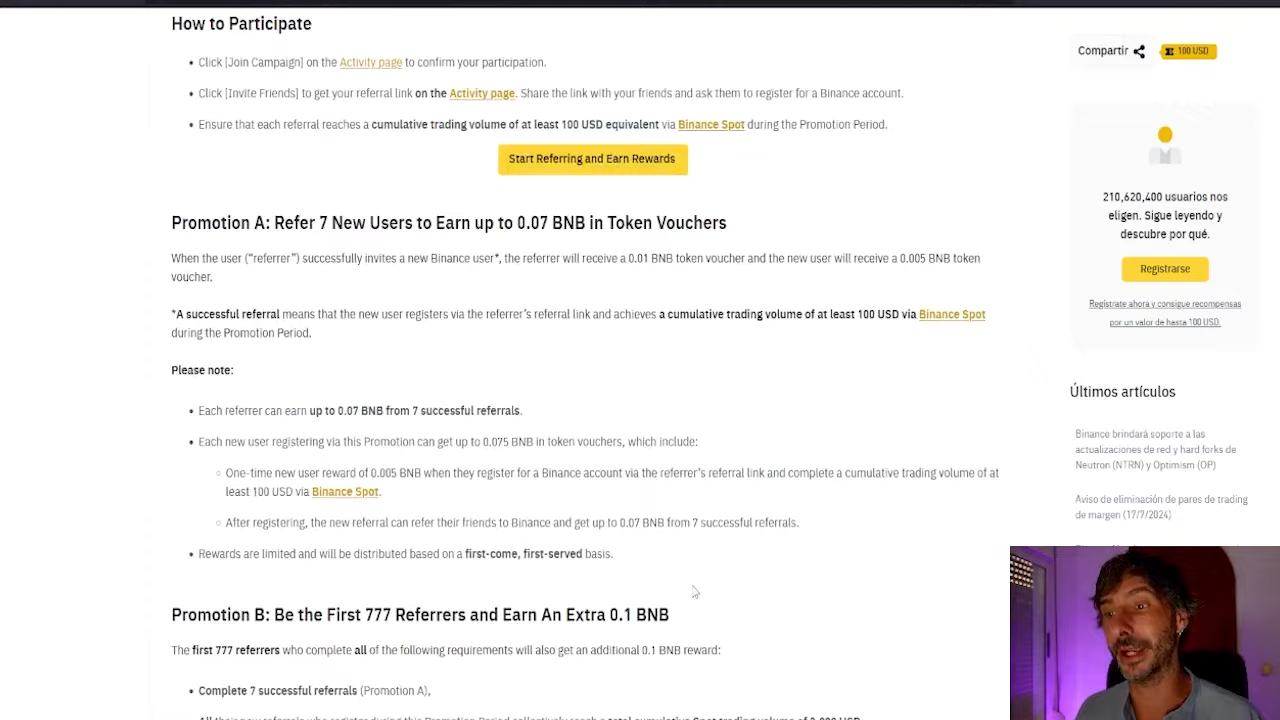 How to Participate
Click [Join Campaign] on the Activity page to confirm your participation.
Click [Invite Friends] to get your referral link on the Activity page. Share the link with your friends and ask them to register for a Binance account.
Ensure that each referral reaches a cumulative trading volume of at least 100 USD equivalent via Binance Spot during the Promotion Period.
Start Referring and Earn Rewards
Promotion A: Refer 7 New Users to Earn up to 0.07 BNB in Token Vouchers
When the user (“referrer”) successfully invites a new Binance user*, the referrer will receive a 0.01 BNB token voucher and the new user will receive a 0.005 BNB token
voucher.
*A successful referral means that the new user registers via the referrer’s referral link and achieves a cumulative trading volume of at least 100 USD via Binance Spot
during the Promotion Period.
Please note:
Each referrer can earn up to 0.07 BNB from 7 successful referrals.
Each new user registering via this Promotion can get up to 0.075 BNB in token vouchers, which include:
One-time new user reward of 0.005 BNB when they register for a Binance account via the referrer’s referral link and complete a cumulative trading volume of at
least 100 USD via Binance Spot.
After registering, the new referral can refer their friends to Binance and get up to 0.07 BNB from 7 successful referrals.
Rewards are limited and will be distributed based on a first-come, first-served basis.
Promotion B: Be the First 777 Referrers and Earn An Extra 0.1 BNB
The first 777 referrers who complete all of the following requirements will also get an additional 0.1 BNB reward:
Complete 7 successful referrals (Promotion A),
Compartir
100 USD
210,620,400 usuarios nos
eligen. Sigue leyendo y
descubre por qué.
Registrarse
Regístrate ahora y consigue recompensas
por un valor de hasta 100 USD.
Últimos artículos
Binance brindará soporte a las
actualizaciones de red y hard forks de
Neutron (NTRN) y Optimism (OP)
Aviso de eliminación de pares de trading
de margen (17/7/2024)